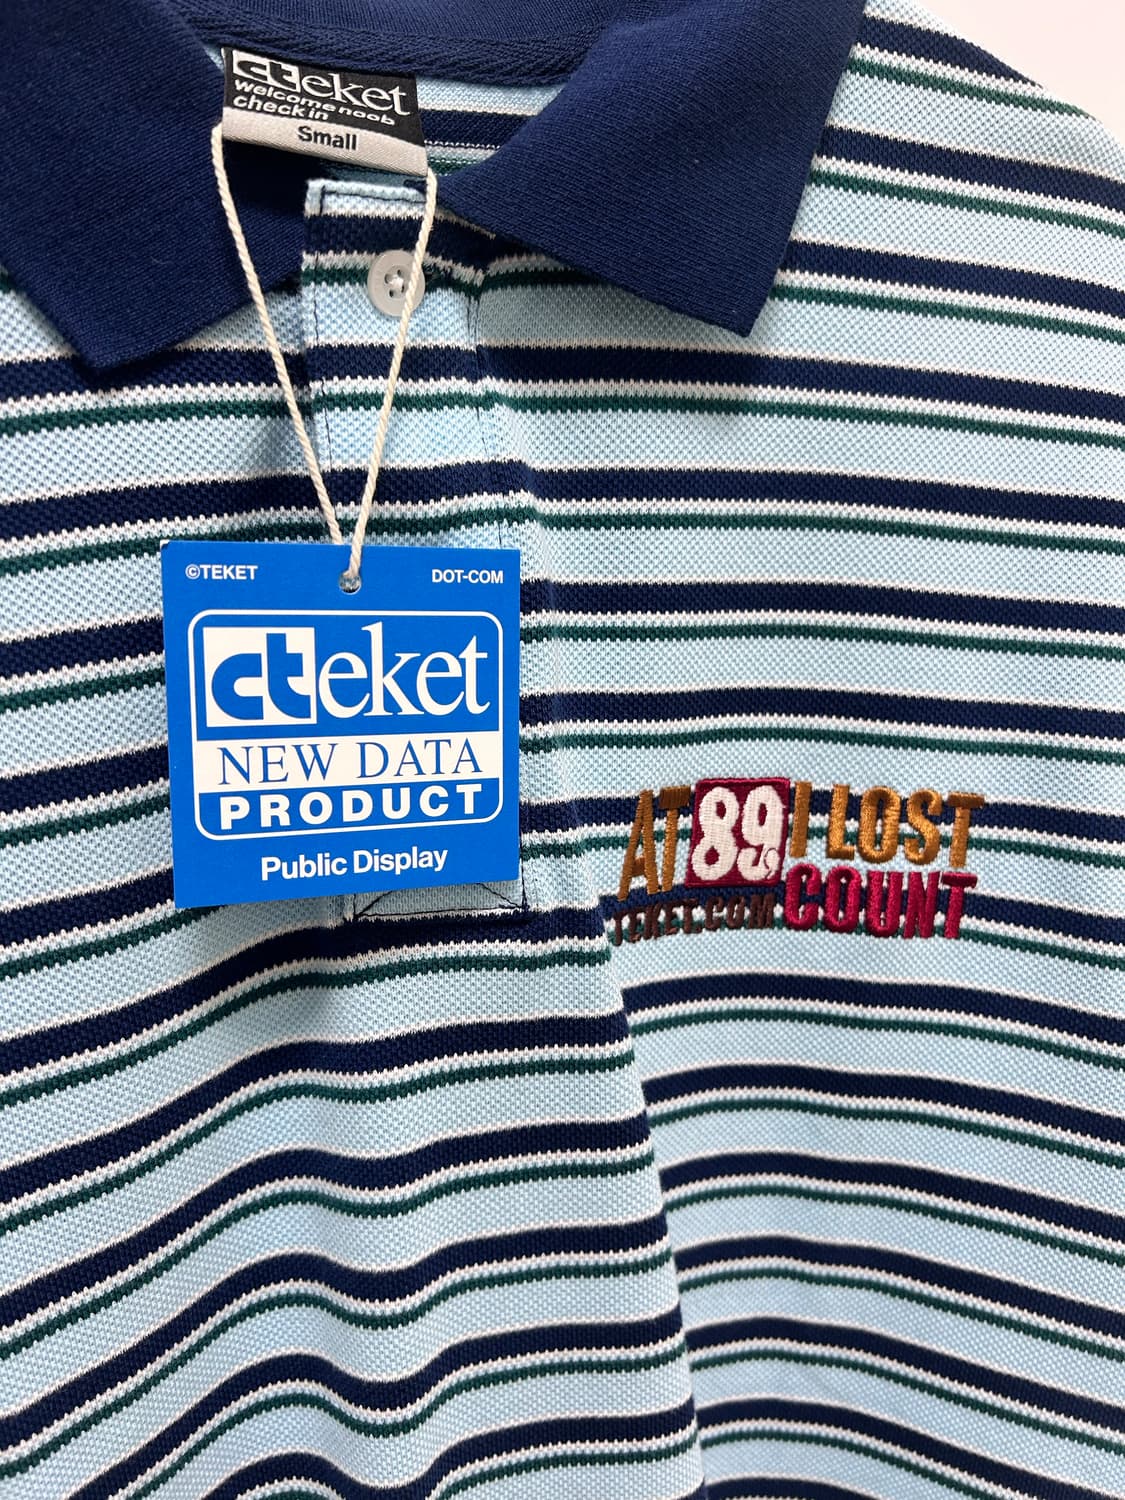 cteket
welcome noob
check in
Small
©TEKET DOT-COM
cteket
NEW DATA
PRODUCT
Public Display
AT 89, I LOST
TEKET.COM COUNT